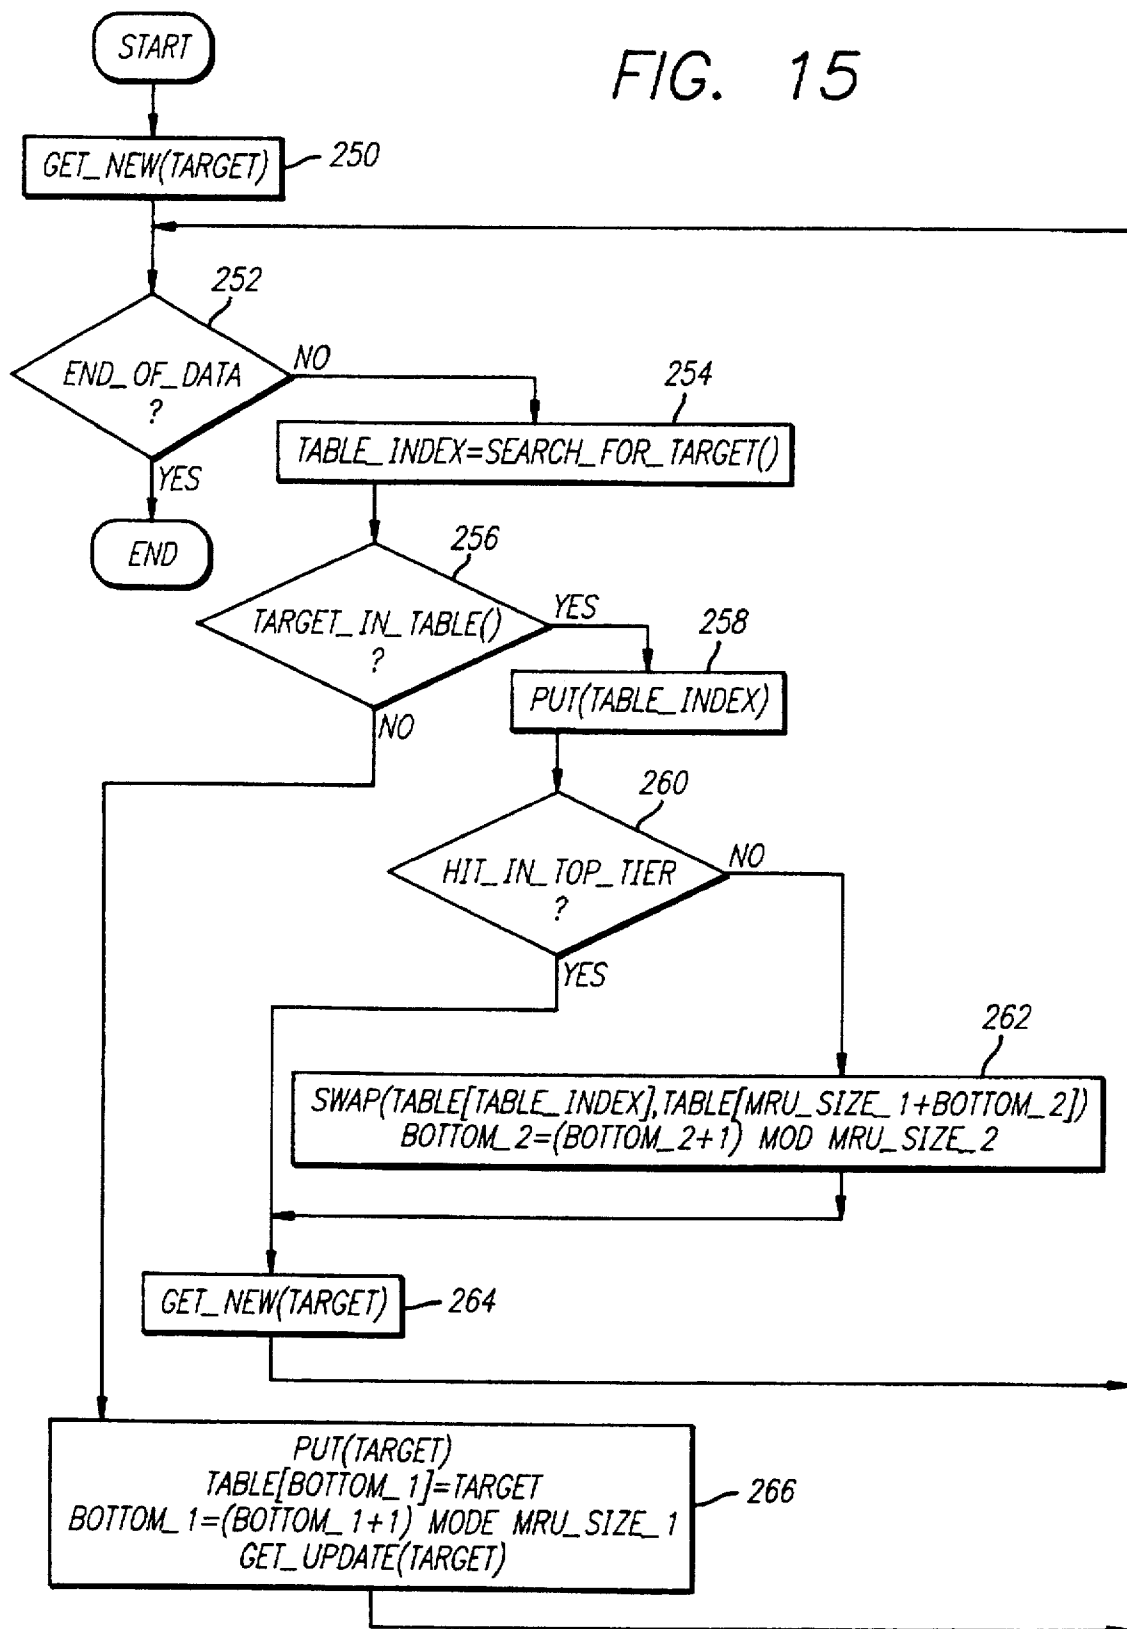 START
FIG. 15
GET_NEW(TARGET)
250
252
END_OF_DATA
?
NO
YES
END
254
TABLE_INDEX=SEARCH_FOR_TARGET()
256
TARGET_IN_TABLE()
?
YES
NO
258
PUT(TABLE_INDEX)
260
HIT_IN_TOP_TIER
?
NO
YES
262
SWAP(TABLE[TABLE_INDEX],TABLE[MRU_SIZE_1+BOTTOM_2])
BOTTOM_2=(BOTTOM_2+1) MOD MRU_SIZE_2
GET_NEW(TARGET)
264
PUT(TARGET)
TABLE[BOTTOM_1]=TARGET
BOTTOM_1=(BOTTOM_1+1) MODE MRU_SIZE_1
GET_UPDATE(TARGET)
266